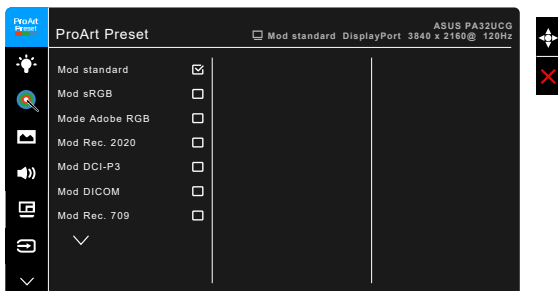 ProArt
Preset
ProArt Preset
ASUS PA32UCG
Mod standard DisplayPort 3840 x 2160@ 120Hz
Mod standard
Mod sRGB
Mode Adobe RGB
Mod Rec. 2020
Mod DCI-P3
Mod DICOM
Mod Rec. 709